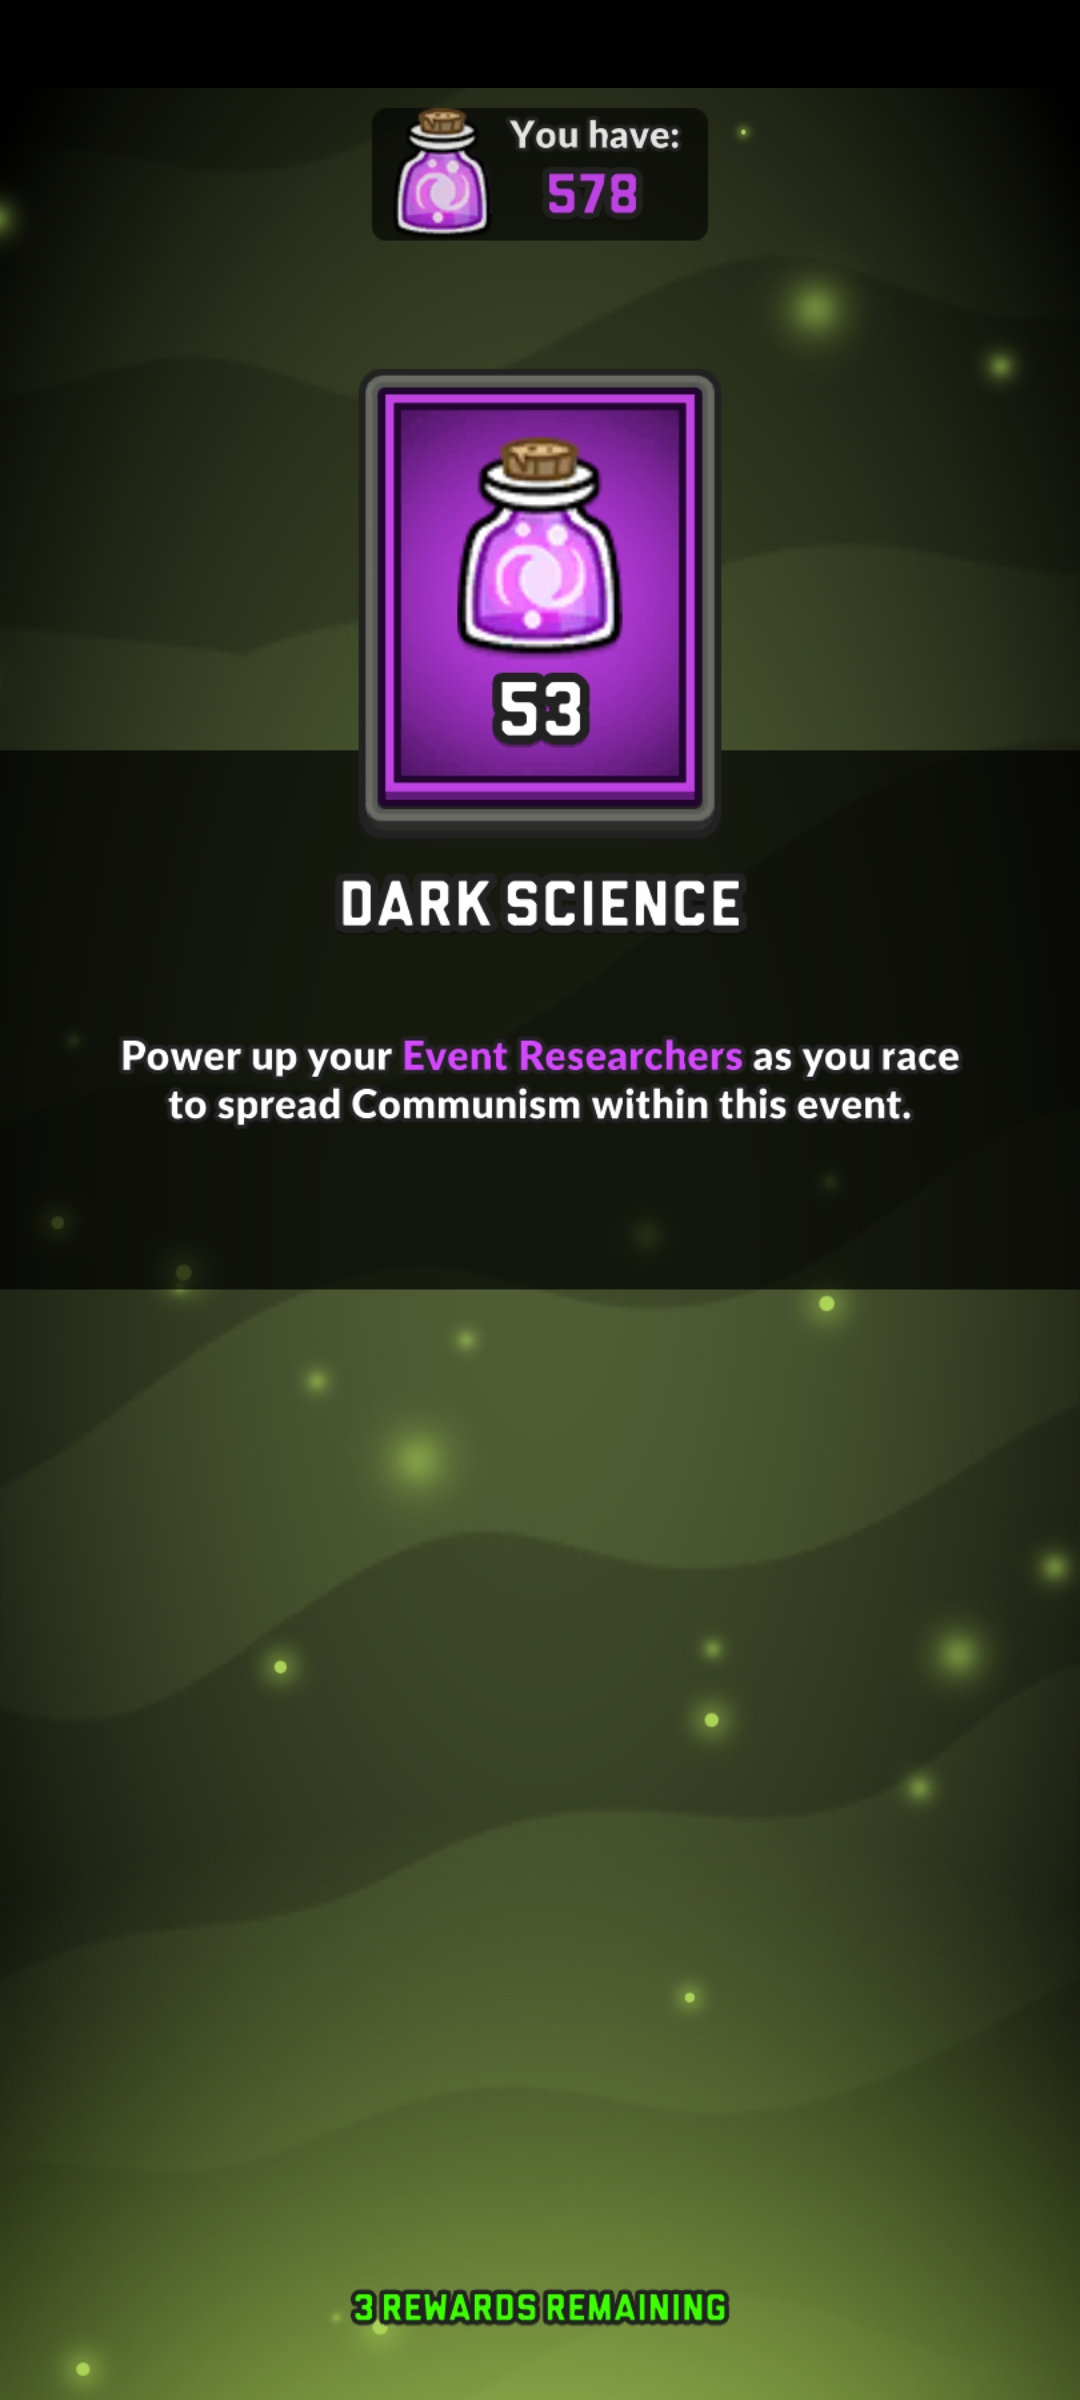 You have:
578
53
DARK SCIENCE
Power up your Event Researchers as you race
to spread Communism within this event.
3 REWARDS REMAINING